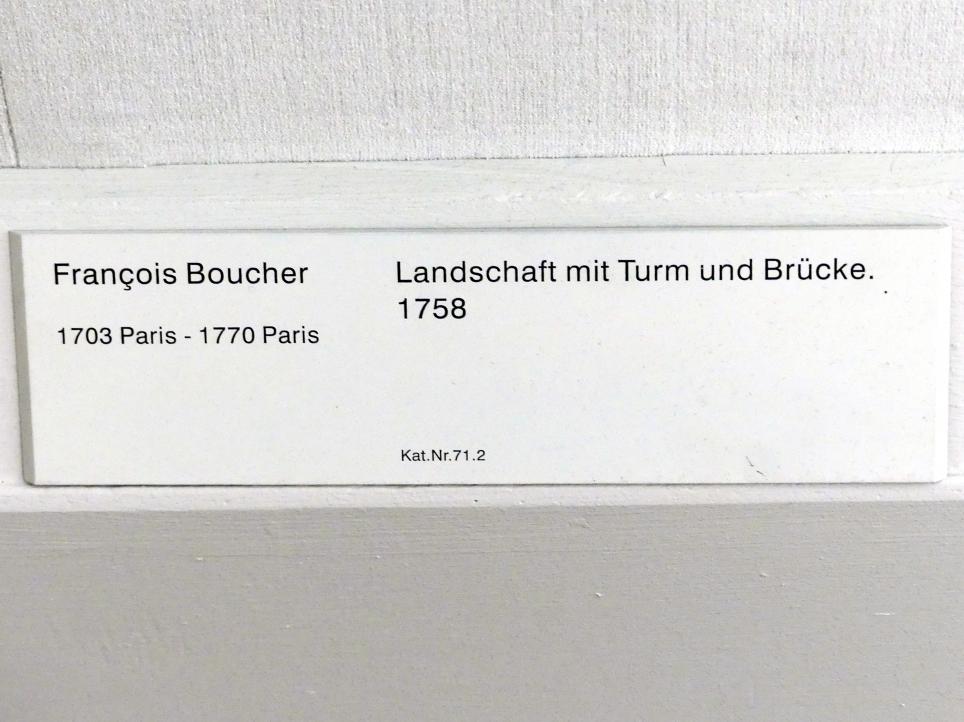 François Boucher
1703 Paris - 1770 Paris
Landschaft mit Turm und Brücke.
1758
Kat.Nr.71.2